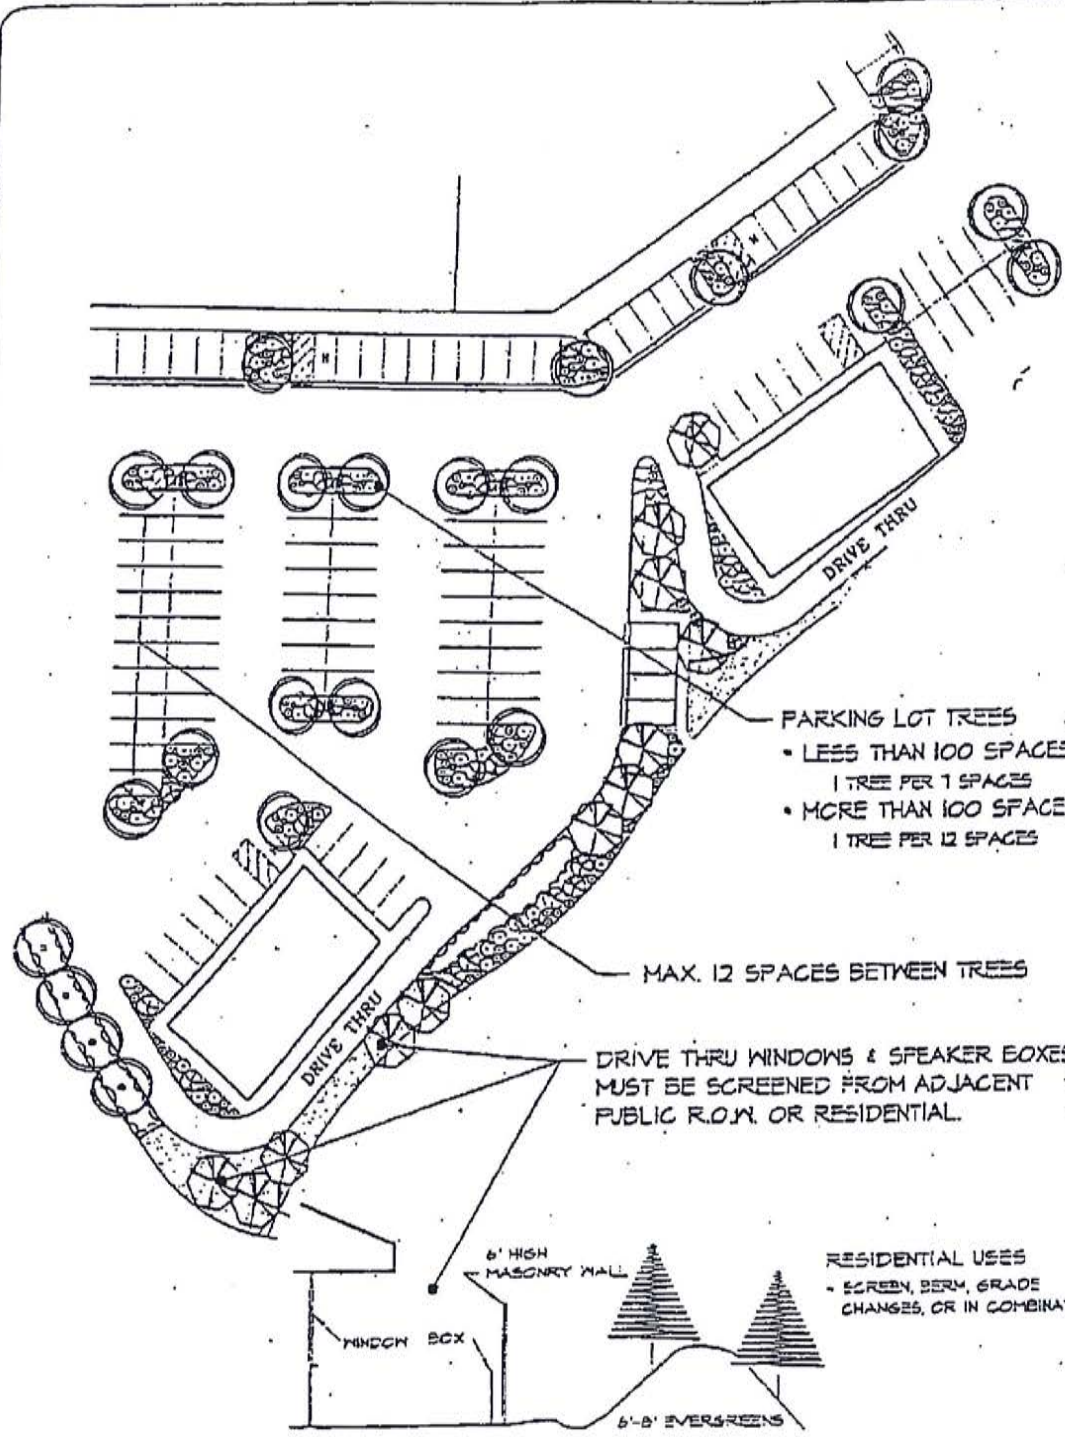 H
H
DRIVE THRU
PARKING LOT TREES
• LESS THAN 100 SPACES
1 TREE PER 7 SPACES
• MORE THAN 100 SPACE
1 TREE PER 12 SPACES
MAX. 12 SPACES BETWEEN TREES
DRIVE THRU
DRIVE THRU WINDOWS & SPEAKER BOXES
MUST BE SCREENED FROM ADJACENT
PUBLIC R.O.W. OR RESIDENTIAL.
6' HIGH
MASONRY WALL
RESIDENTIAL USES
- SCREEN, BERM, GRADE
CHANGES, OR IN COMBINA
WINDOW BOX
6'-8' EVERGREENS